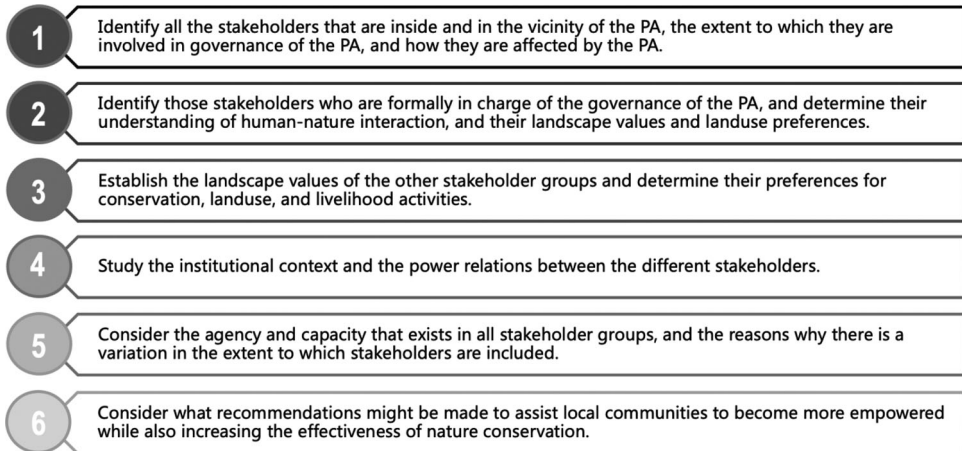 1
Identify all the stakeholders that are inside and in the vicinity of the PA, the extent to which they are
involved in governance of the PA, and how they are affected by the PA.
2
Identify those stakeholders who are formally in charge of the governance of the PA, and determine their
understanding of human-nature interaction, and their landscape values and landuse preferences.
3
Establish the landscape values of the other stakeholder groups and determine their preferences for
conservation, landuse, and livelihood activities.
4
Study the institutional context and the power relations between the different stakeholders.
5
Consider the agency and capacity that exists in all stakeholder groups, and the reasons why there is a
variation in the extent to which stakeholders are included.
6
Consider what recommendations might be made to assist local communities to become more empowered
while also increasing the effectiveness of nature conservation.